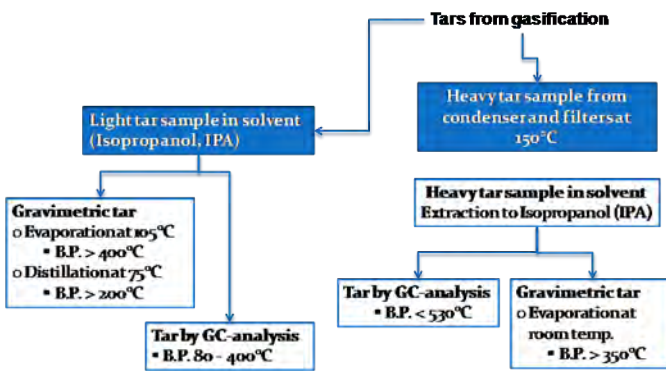 Tars from gasification
Light tar sample in solvent
(Isopropanol, IPA)
Heavy tar sample from
condenser and filters at
150°C
Gravimetric tar
o Evaporation at 105°C
▪ B.P. > 400°C
o Distillation at 75°C
▪ B.P. > 200°C
Tar by GC-analysis
▪ B.P. 80 - 400°C
Heavy tar sample in solvent
Extraction to Isopropanol (IPA)
Tar by GC-analysis
▪ B.P. < 530°C
Gravimetric tar
o Evaporation at
room temp.
▪ B.P. > 350°C